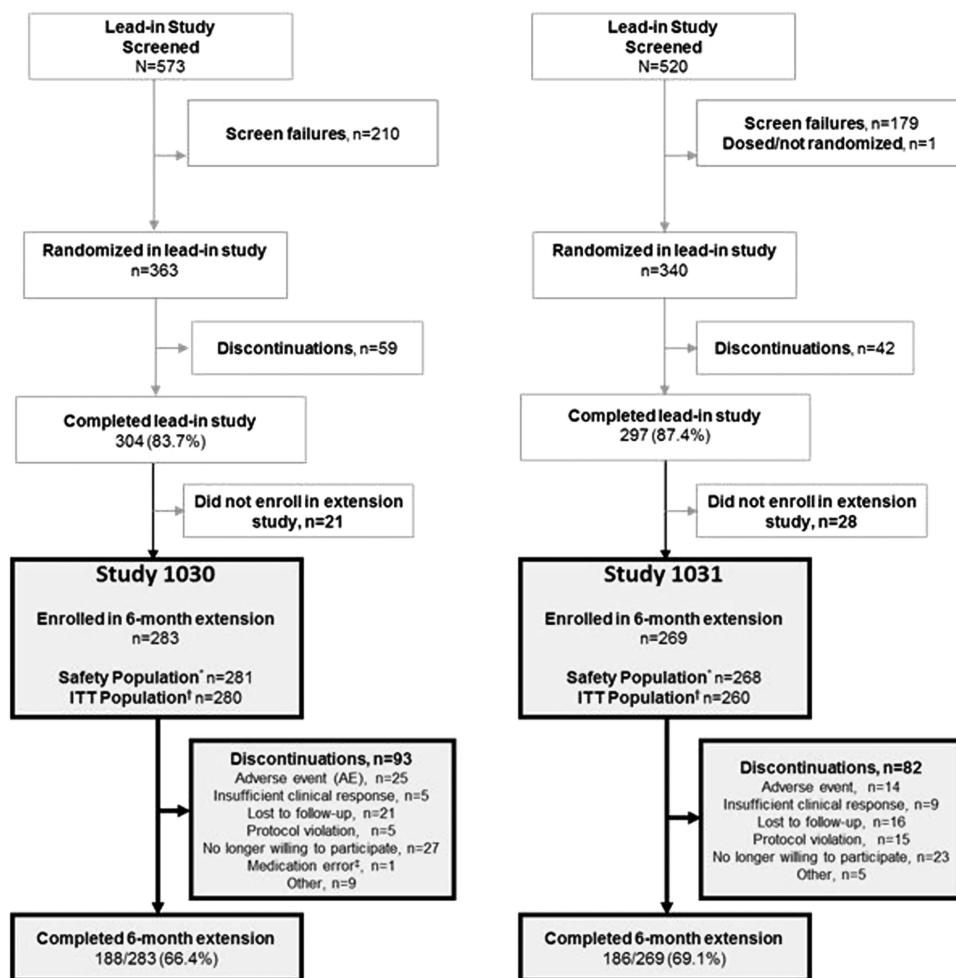 Lead-in Study
Screened
N=573
Screen failures, n=210
Randomized in lead-in study
n=363
Discontinuations, n=59
Completed lead-in study
304 (83.7%)
Did not enroll in extension
study, n=21
Study 1030
Enrolled in 6-month extension
n=283
Safety Population* n=281
ITT Population† n=280
Discontinuations, n=93
Adverse event (AE), n=25
Insufficient clinical response, n=5
Lost to follow-up, n=21
Protocol violation, n=5
No longer willing to participate, n=27
Medication error‡, n=1
Other, n=9
Completed 6-month extension
188/283 (66.4%)
Lead-in Study
Screened
N=520
Screen failures, n=179
Dosed/not randomized, n=1
Randomized in lead-in study
n=340
Discontinuations, n=42
Completed lead-in study
297 (87.4%)
Did not enroll in extension
study, n=28
Study 1031
Enrolled in 6-month extension
n=269
Safety Population* n=268
ITT Population† n=260
Discontinuations, n=82
Adverse event, n=14
Insufficient clinical response, n=9
Lost to follow-up, n=16
Protocol violation, n=15
No longer willing to participate, n=23
Other, n=5
Completed 6-month extension
186/269 (69.1%)